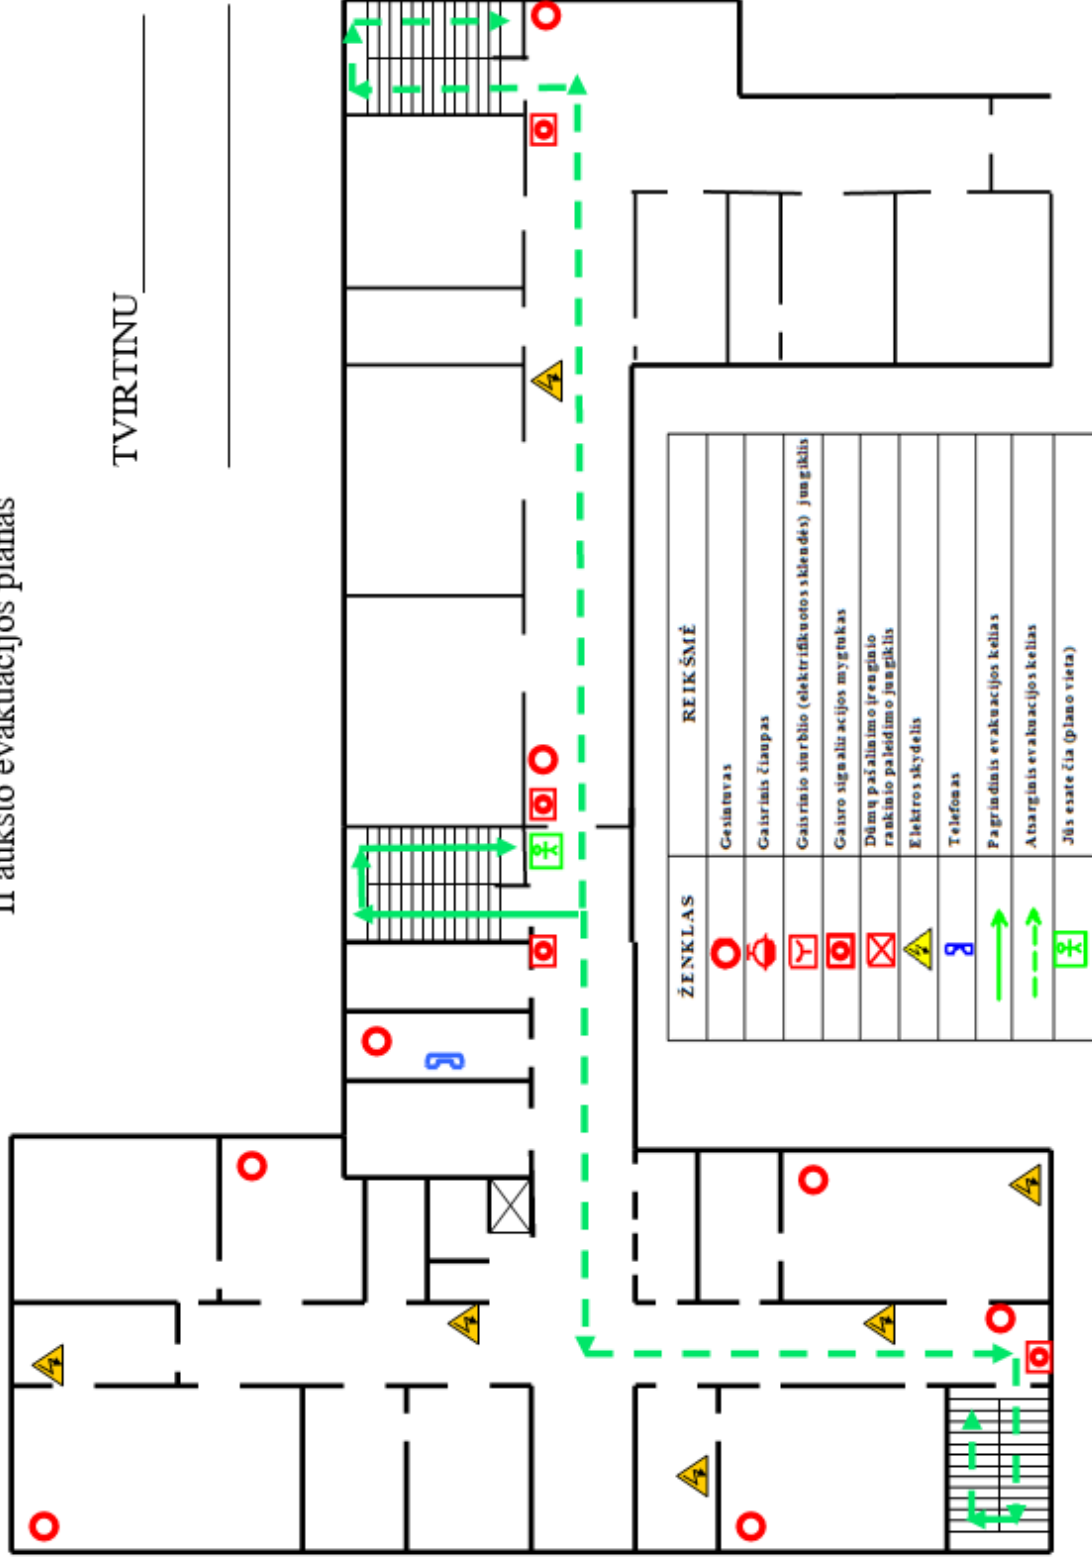 II aukšto evakuacijos planas
TVIRTINU
ŽENKLAS REIKŠMĖ
Gesintuvas
Gaisrinis čiaupas
Gaisrinio siurblio (elektrifikuotos sklendės) jungiklis
Gaisro signalizacijos mygtukas
Dūmų pašalinimo įrenginio
rankinio paleidimo jungiklis
Elektros skydelis
Telefonas
Pagrindinis evakuacijos kelias
Atsarginis evakuacijos kelias
Jūs esate čia (plano vieta)